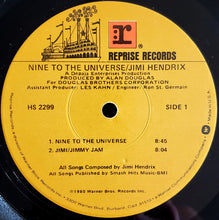 REPRISE RECORDS
NINE TO THE UNIVERSE/JIMI HENDRIX
A Depaja Enterprises Production
Produced by ALAN DOUGLAS
For DOUGLAS BROTHERS CORPORATION
Assistant Producer: LES KAHN / Engineer: Ron St. Germain
HS 2299
SIDE 1
1. NINE TO THE UNIVERSE 8:45
2. JIMI/JIMMY JAM 8:04
All Songs Composed by Jimi Hendrix
All Songs Published by Smash Hits Music/BMI
©1980 Warner Bros. Records Inc.